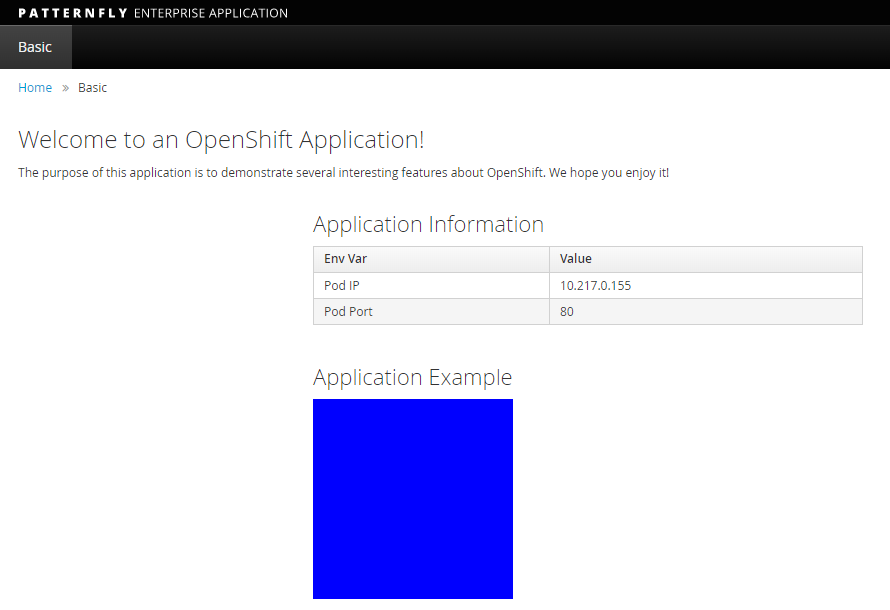 PATTERNFLY ENTERPRISE APPLICATION
Basic
Home » Basic
Welcome to an OpenShift Application!
The purpose of this application is to demonstrate several interesting features about OpenShift. We hope you enjoy it!
Application Information
Env Var Value
Pod IP 10.217.0.155
Pod Port 80
Application Example